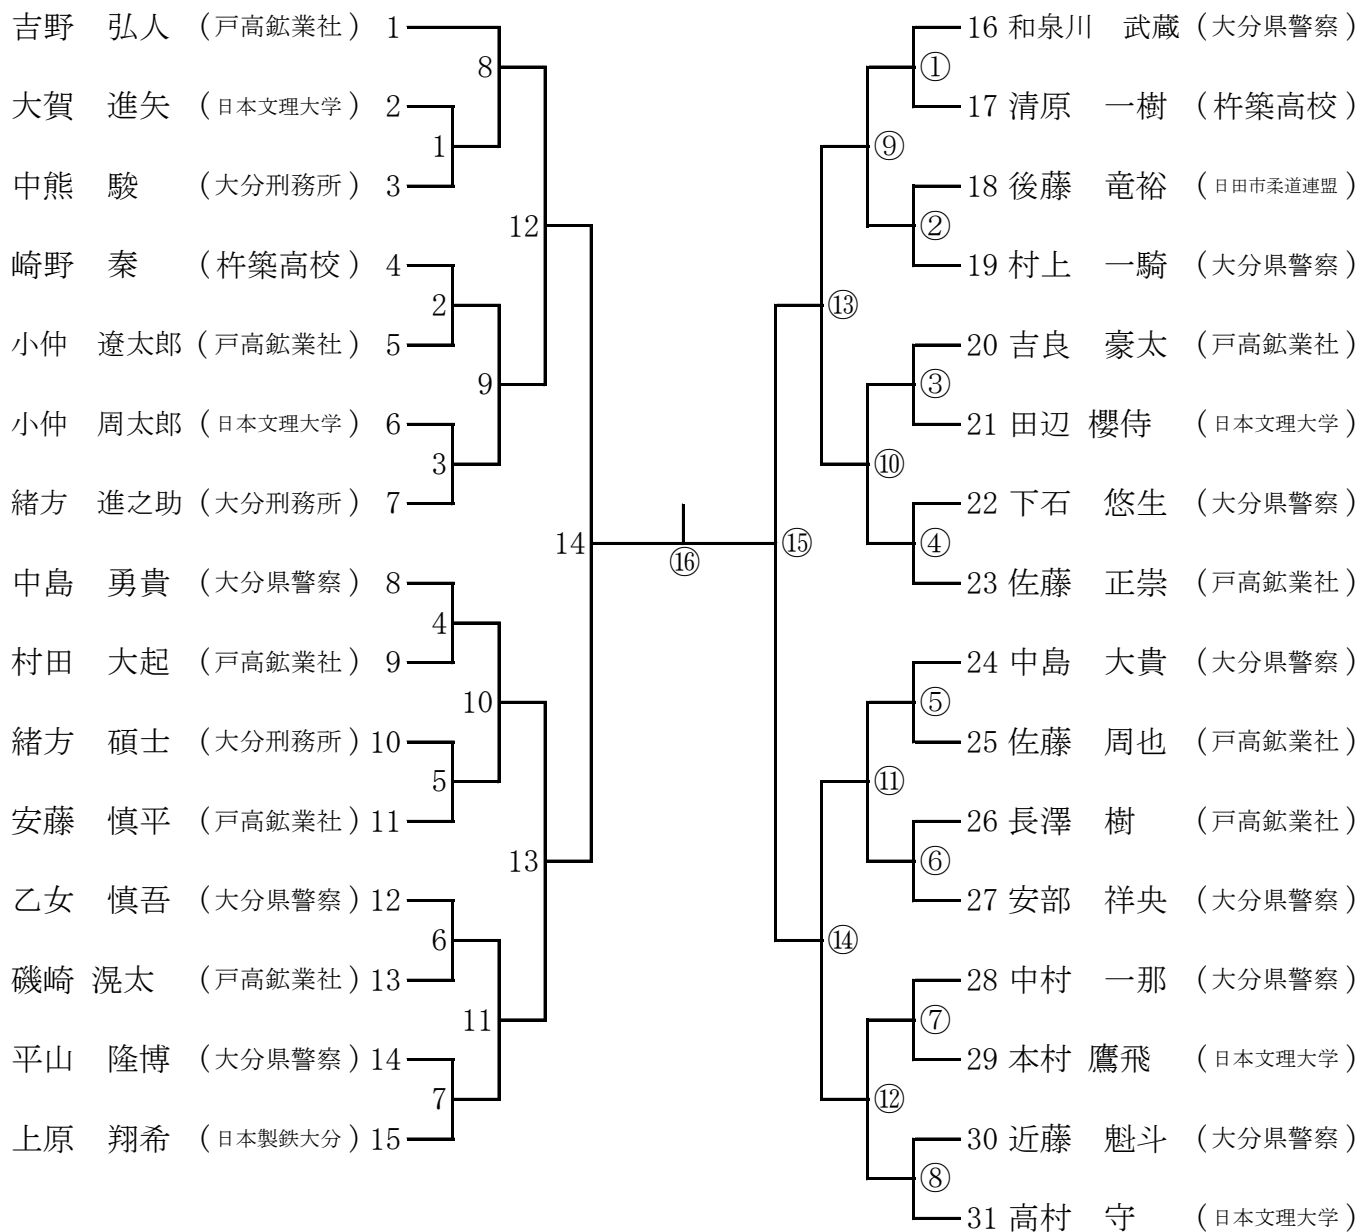 吉野 弘人 (戸高鉱業社) 1
大賀 進矢 (日本文理大学) 2
中熊 駿 (大分刑務所) 3
崎野 秦 (杵築高校) 4
小仲 遼太郎 (戸高鉱業社) 5
小仲 周太郎 (日本文理大学) 6
緒方 進之助 (大分刑務所) 7
中島 勇貴 (大分県警察) 8
村田 大起 (戸高鉱業社) 9
緒方 碩士 (大分刑務所) 10
安藤 慎平 (戸高鉱業社) 11
乙女 慎吾 (大分県警察) 12
磯崎 滉太 (戸高鉱業社) 13
平山 隆博 (大分県警察) 14
上原 翔希 (日本製鉄大分) 15
8
1
12
2
9
3
14
4
10
5
13
6
11
7
⑯
16 和泉川 武蔵 (大分県警察)
17 清原 一樹 (杵築高校)
18 後藤 竜裕 (日田市柔道連盟)
19 村上 一騎 (大分県警察)
20 吉良 豪太 (戸高鉱業社)
21 田辺 櫻侍 (日本文理大学)
22 下石 悠生 (大分県警察)
23 佐藤 正崇 (戸高鉱業社)
24 中島 大貴 (大分県警察)
25 佐藤 周也 (戸高鉱業社)
26 長澤 樹 (戸高鉱業社)
27 安部 祥央 (大分県警察)
28 中村 一那 (大分県警察)
29 本村 鷹飛 (日本文理大学)
30 近藤 魁斗 (大分県警察)
31 高村 守 (日本文理大学)
①
⑨
②
⑬
③
⑩
④
⑮
⑤
⑪
⑥
⑭
⑦
⑫
⑧